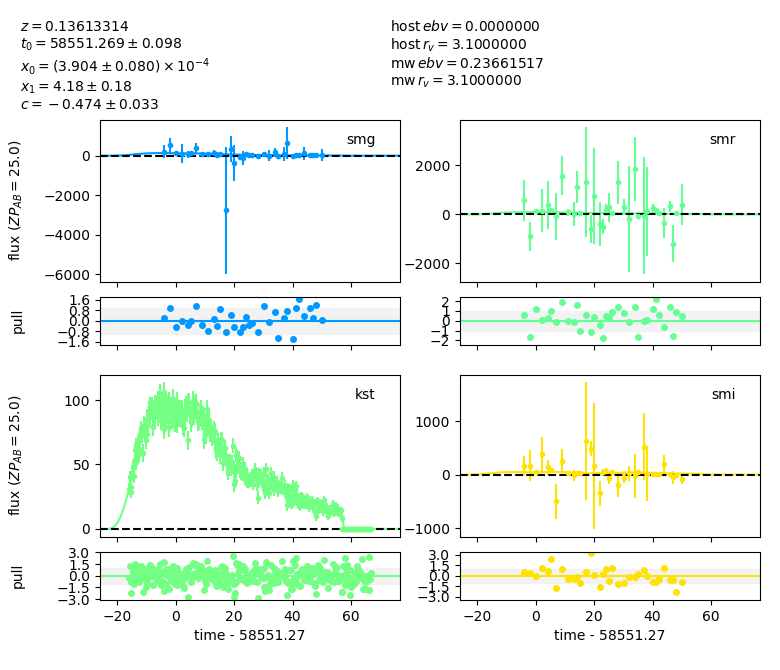 z = 0.13613314
t₀ = 58551.269 ± 0.098
x₀ = (3.904 ± 0.080) × 10⁻⁴
x₁ = 4.18 ± 0.18
c = −0.474 ± 0.033
host ebv = 0.0000000
host r_v = 3.1000000
mw ebv = 0.23661517
mw r_v = 3.1000000
flux (ZP_AB = 25.0)
smg
0
−2000
−4000
−6000
smr
2000
0
−2000
pull
1.6
0.8
0.0
−0.8
−1.6
2
1
0
−1
−2
flux (ZP_AB = 25.0)
kst
100
50
0
smi
1000
0
−1000
pull
3.0
1.5
0.0
−1.5
−3.0
3.0
1.5
0.0
−1.5
−3.0
−20 0 20 40 60
−20 0 20 40 60
time - 58551.27
time - 58551.27